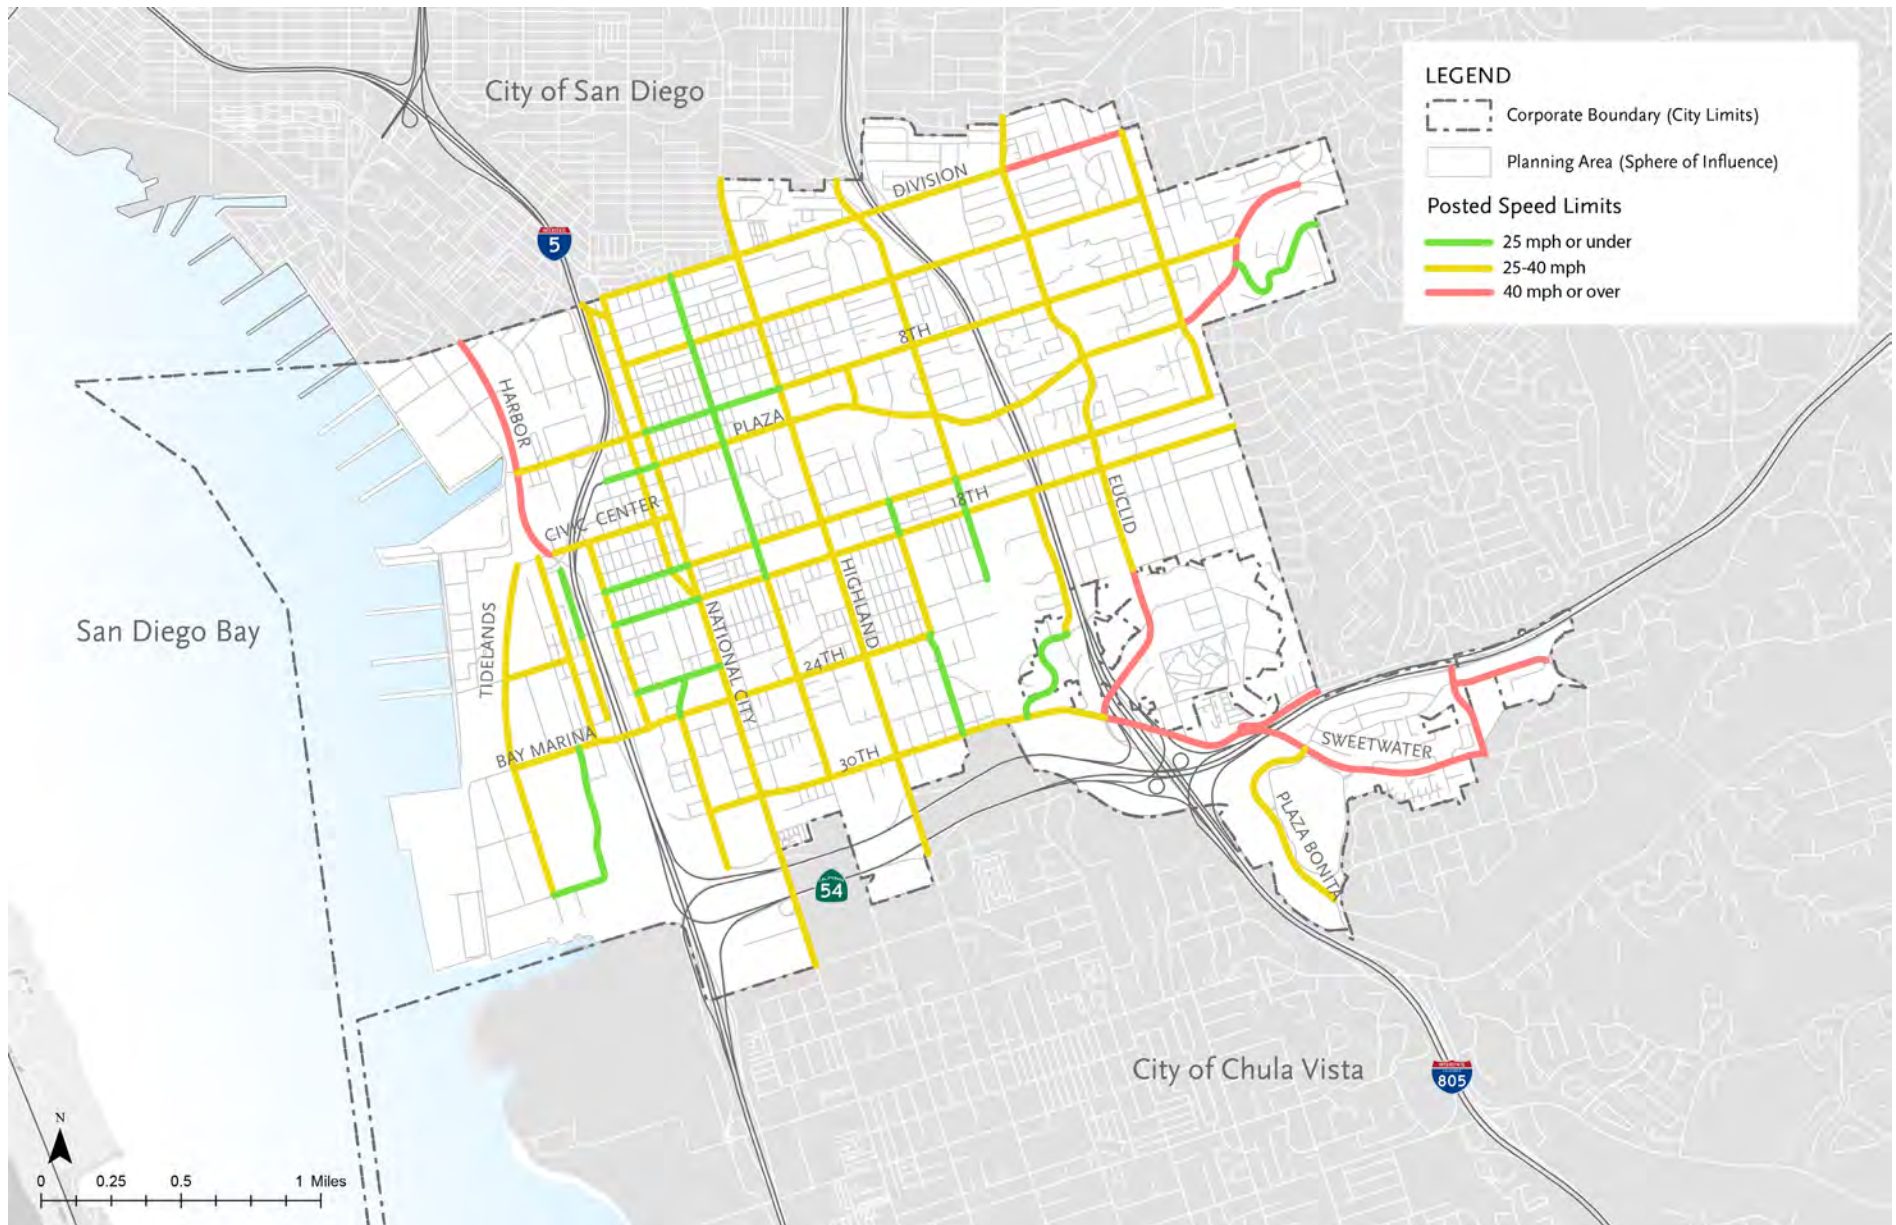 City of San Diego
LEGEND
Corporate Boundary (City Limits)
Planning Area (Sphere of Influence)
Posted Speed Limits
25 mph or under
25-40 mph
40 mph or over
DIVISION
5
8TH
HARBOR
PLAZA
CIVIC CENTER
18TH
EUCLID
HIGHLAND
TIDELANDS
NATIONAL CITY
24TH
San Diego Bay
BAY MARINA
30TH
SWEETWATER
PLAZA BONITA
54
City of Chula Vista
805
N
0 0.25 0.5 1 Miles